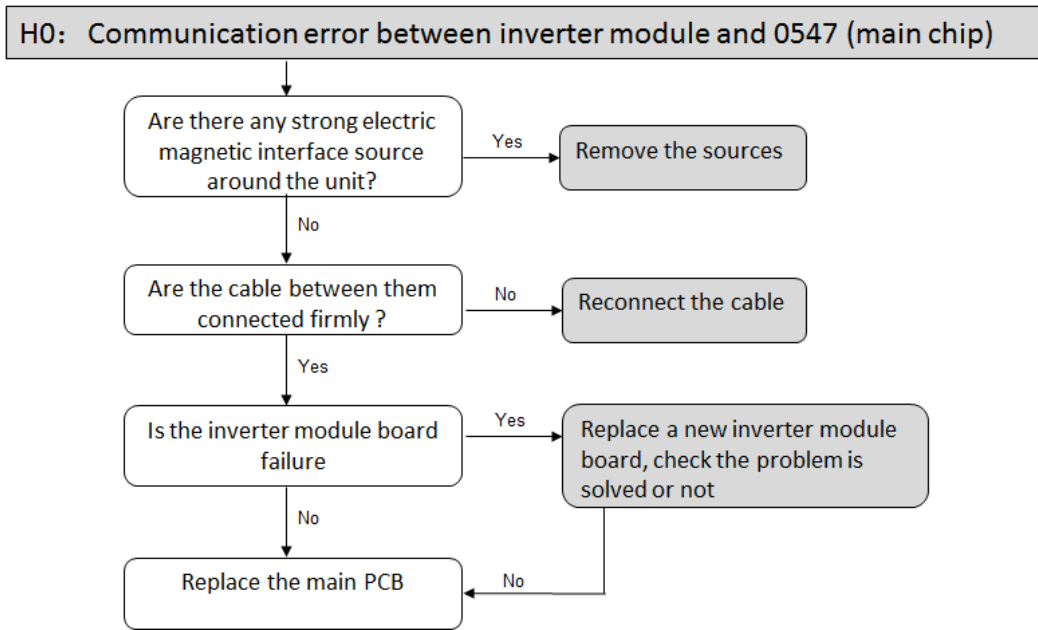 H0： Communication error between inverter module and 0547 (main chip)
Are there any strong electric
magnetic interface source
around the unit?
Yes
Remove the sources
No
Are the cable between them
connected firmly ?
No
Reconnect the cable
Yes
Is the inverter module board
failure
Yes
Replace a new inverter module
board, check the problem is
solved or not
No
Replace the main PCB
No